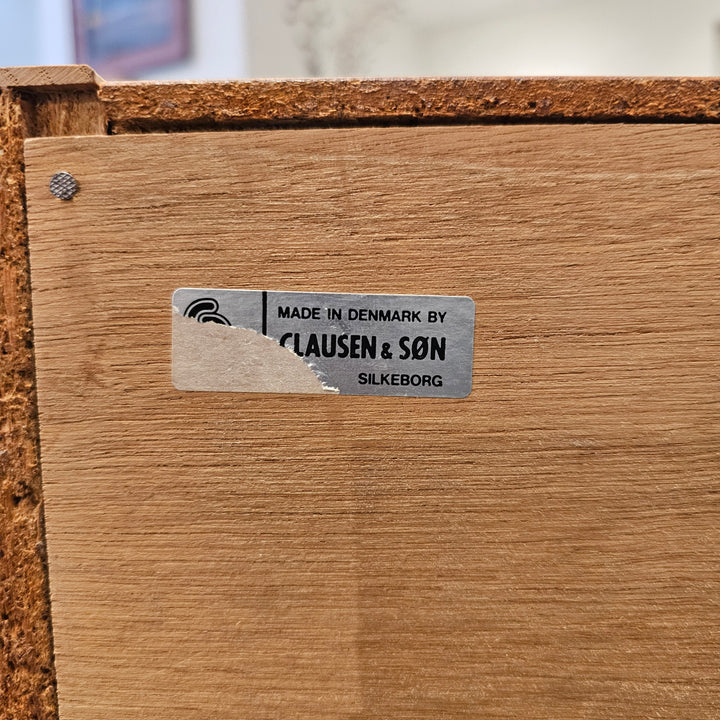 MADE IN DENMARK BY
CLAUSEN & SØN
SILKEBORG